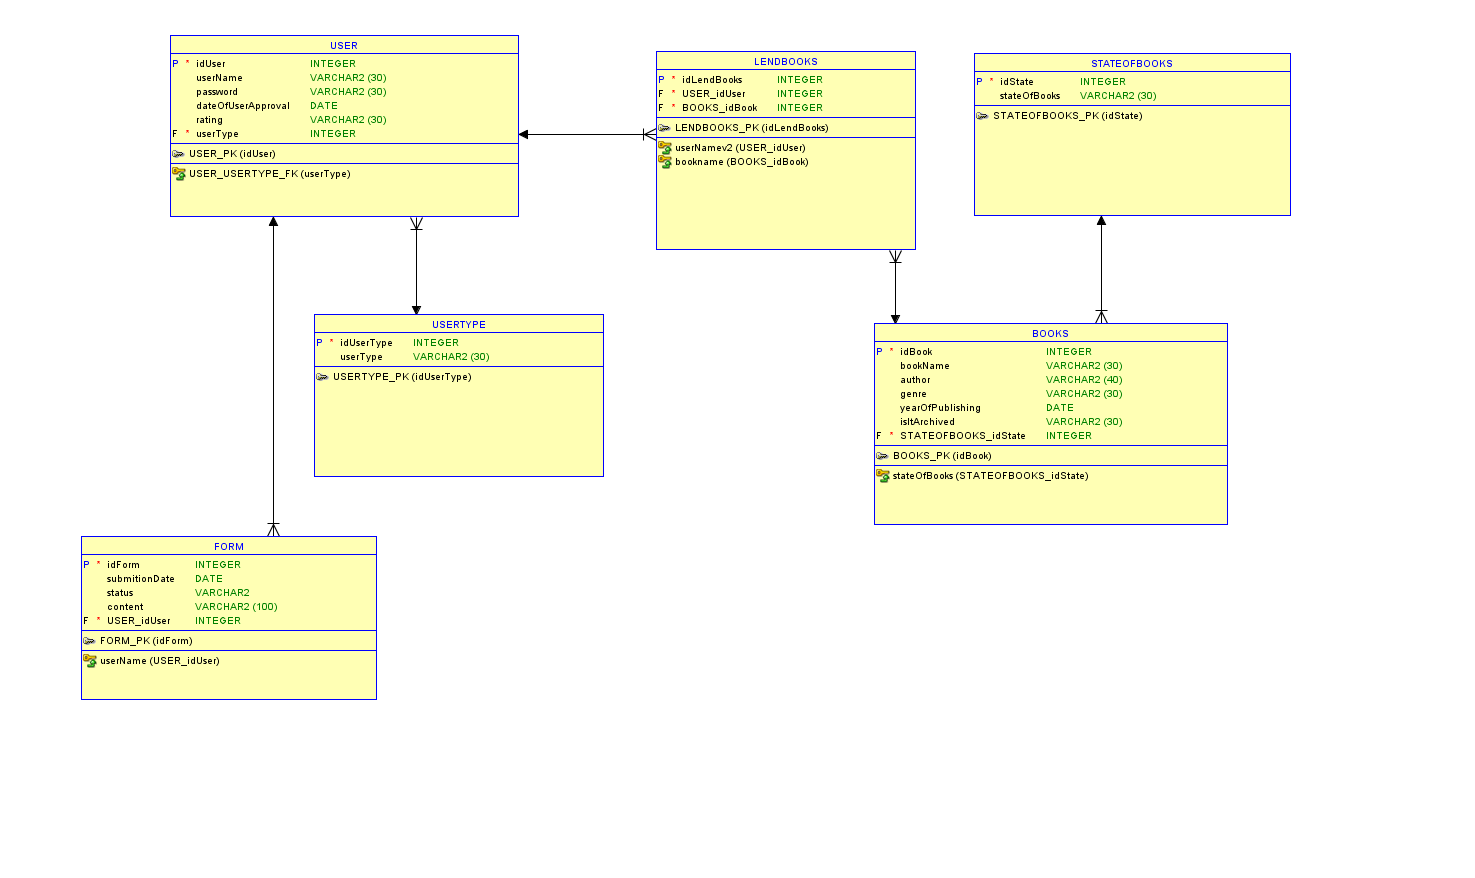 USER
P * idUser INTEGER
userName VARCHAR2 (30)
password VARCHAR2 (30)
dateOfUserApproval DATE
rating VARCHAR2 (30)
F * userType INTEGER
USER_PK (idUser)
USER_USERTYPE_FK (userType)
LENDBOOKS
P * idLendBooks INTEGER
F * USER_idUser INTEGER
F * BOOKS_idBook INTEGER
LENDBOOKS_PK (idLendBooks)
userNamev2 (USER_idUser)
bookname (BOOKS_idBook)
STATEOFBOOKS
P * idState INTEGER
stateOfBooks VARCHAR2 (30)
STATEOFBOOKS_PK (idState)
USERTYPE
P * idUserType INTEGER
userType VARCHAR2 (30)
USERTYPE_PK (idUserType)
BOOKS
P * idBook INTEGER
bookName VARCHAR2 (30)
author VARCHAR2 (40)
genre VARCHAR2 (30)
yearOfPublishing DATE
isItArchived VARCHAR2 (30)
F * STATEOFBOOKS_idState INTEGER
BOOKS_PK (idBook)
stateOfBooks (STATEOFBOOKS_idState)
FORM
P * idForm INTEGER
submitionDate DATE
status VARCHAR2
content VARCHAR2 (100)
F * USER_idUser INTEGER
FORM_PK (idForm)
userName (USER_idUser)